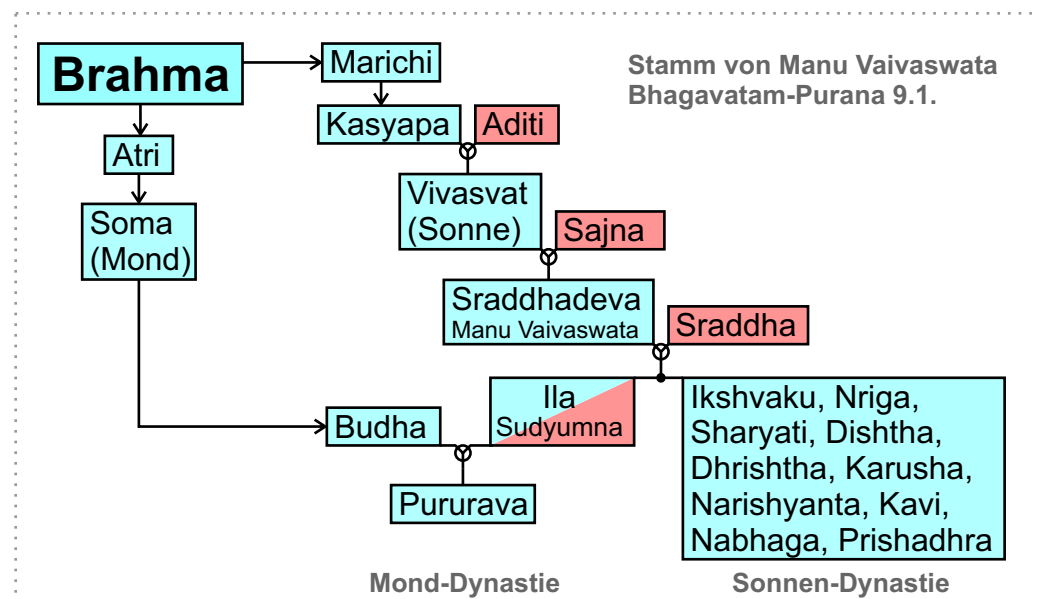 Brahma
Marichi
Stamm von Manu Vaivaswata
Bhagavatam-Purana 9.1.
Kasyapa
Aditi
Atri
Vivasvat
(Sonne)
Soma
(Mond)
Sajna
Sraddhadeva
Manu Vaivaswata
Sraddha
Ila
Sudyumna
Ikshvaku, Nriga,
Sharyati, Dishtha,
Dhrishtha, Karusha,
Narishyanta, Kavi,
Nabhaga, Prishadhra
Budha
Pururava
Mond-Dynastie
Sonnen-Dynastie